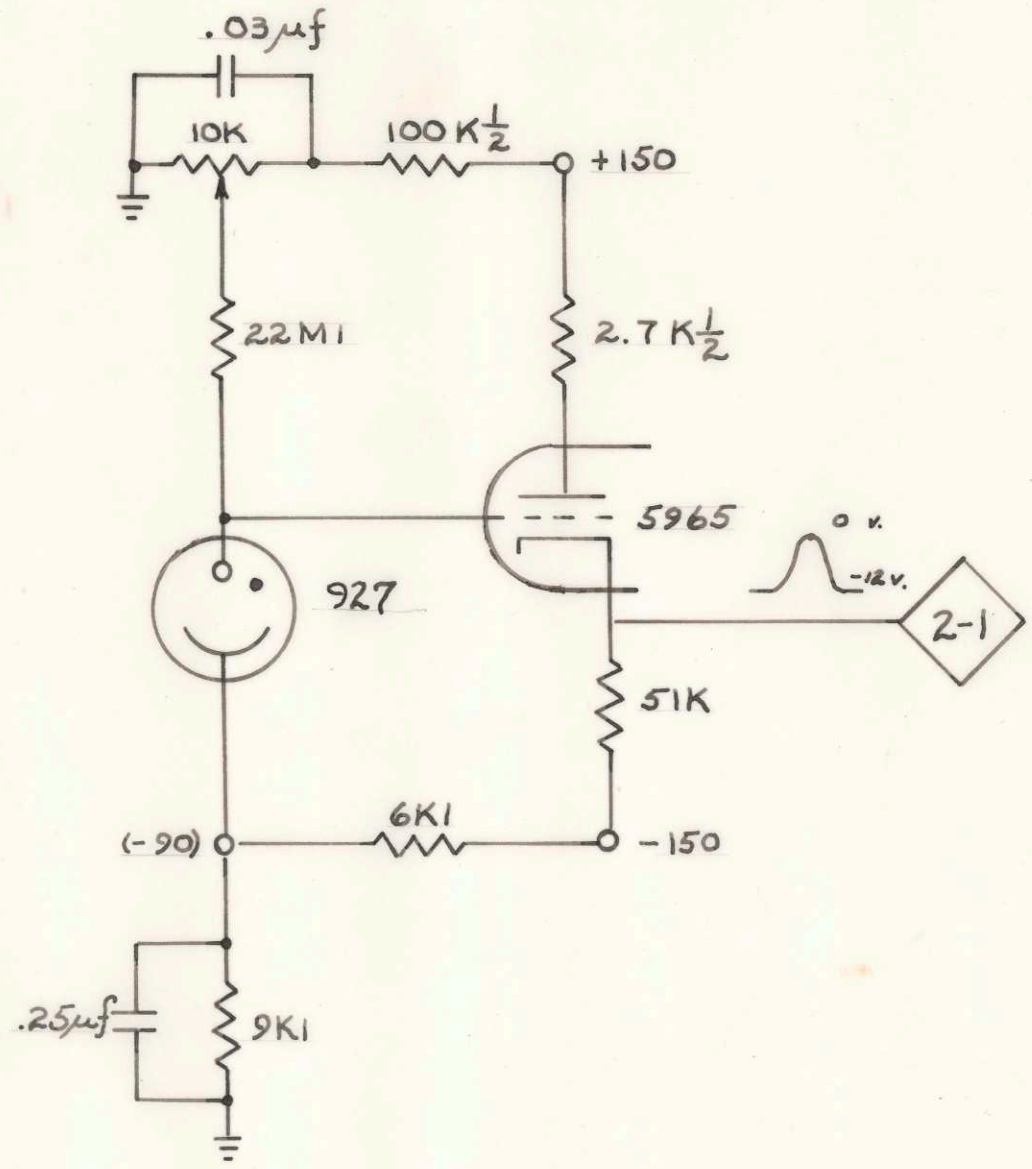 .03μf
10K
100K½
+150
22M1
2.7K½
5965
0 v.
-12v.
927
2-1
51K
6K1
(-90)
-150
.25μf
9K1